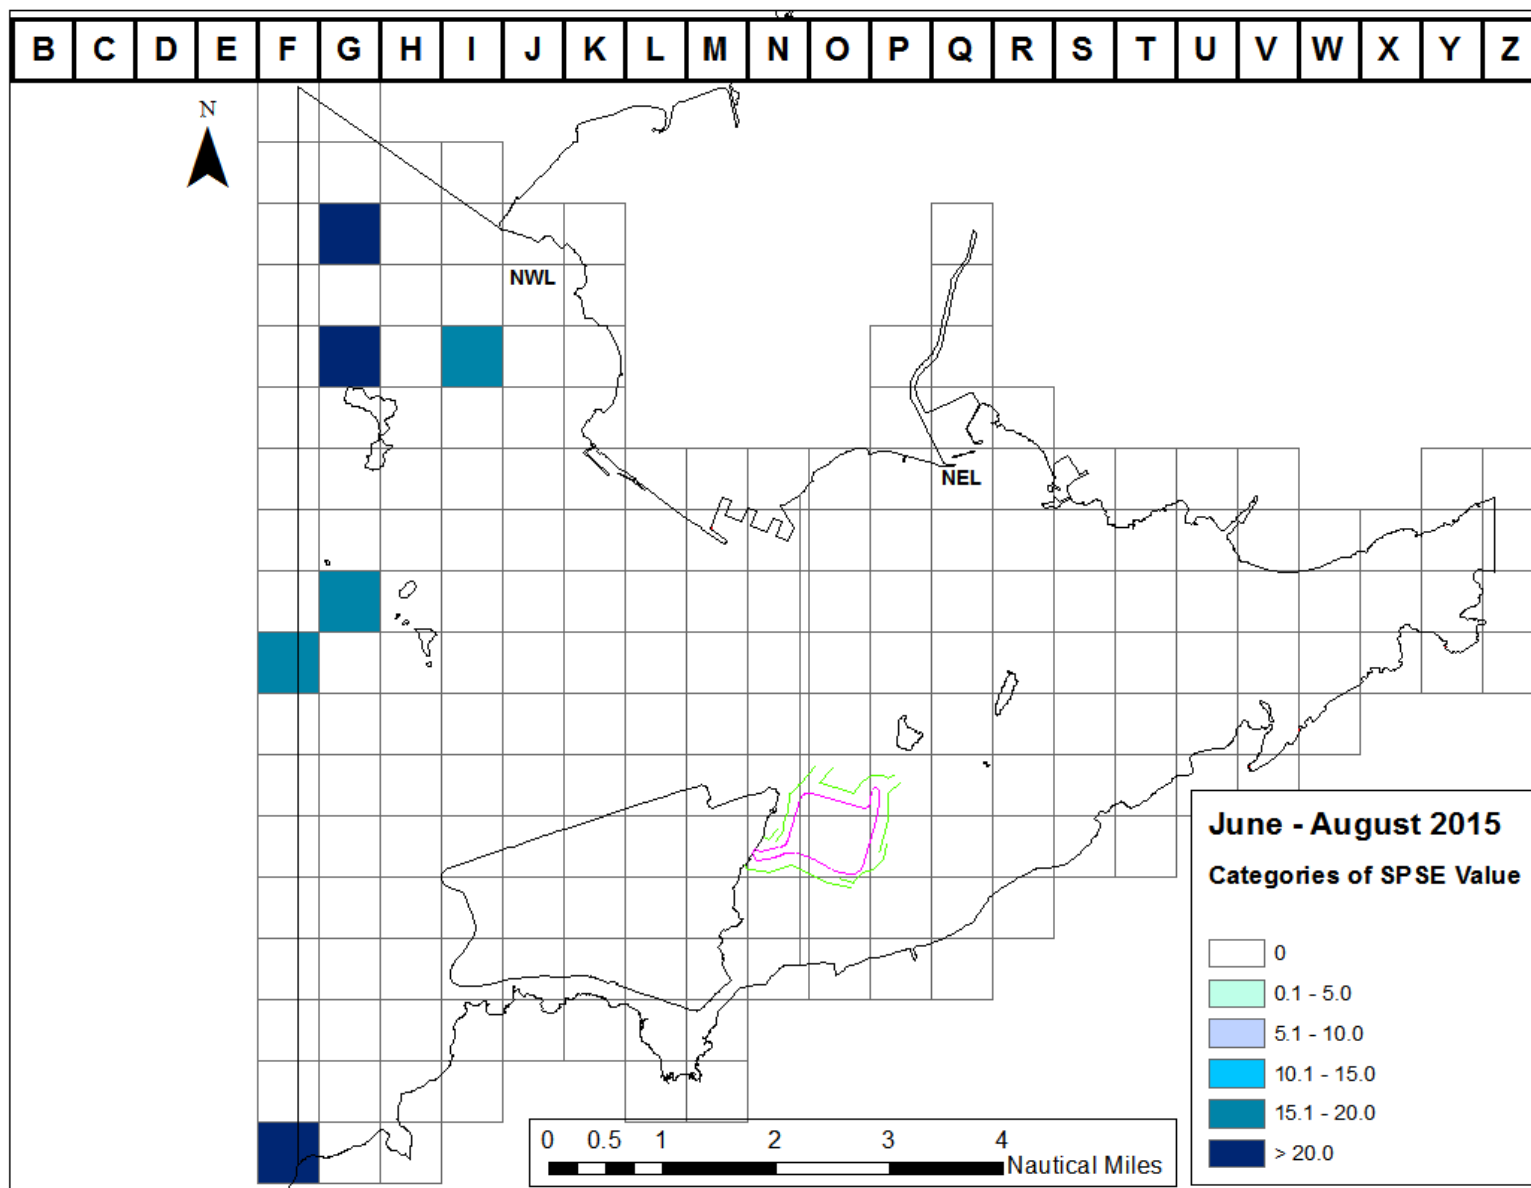 B C D E F G H I J K L M N O P Q R S T U V W X Y Z
N
NWL
NEL
June - August 2015
Categories of SPSE Value
0
0.1 - 5.0
5.1 - 10.0
10.1 - 15.0
15.1 - 20.0
> 20.0
0 0.5 1 2 3 4
Nautical Miles